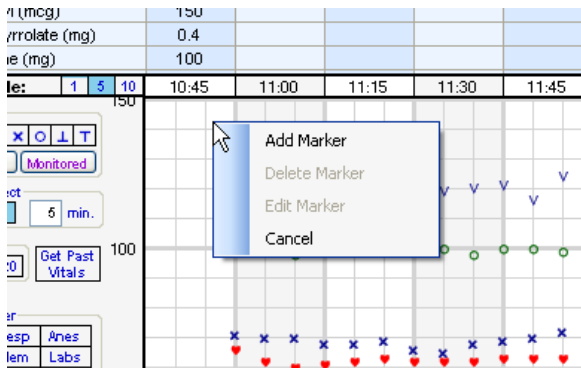 (mcg) 150
yrrolate (mg) 0.4
e (mg) 100
le: 1 5 10 10:45 11:00 11:15 11:30 11:45
150
Monitored
Add Marker
Delete Marker
Edit Marker
Cancel
ect
5 min.
20 Get Past Vitals 100
er
esp Anes
lem Labs